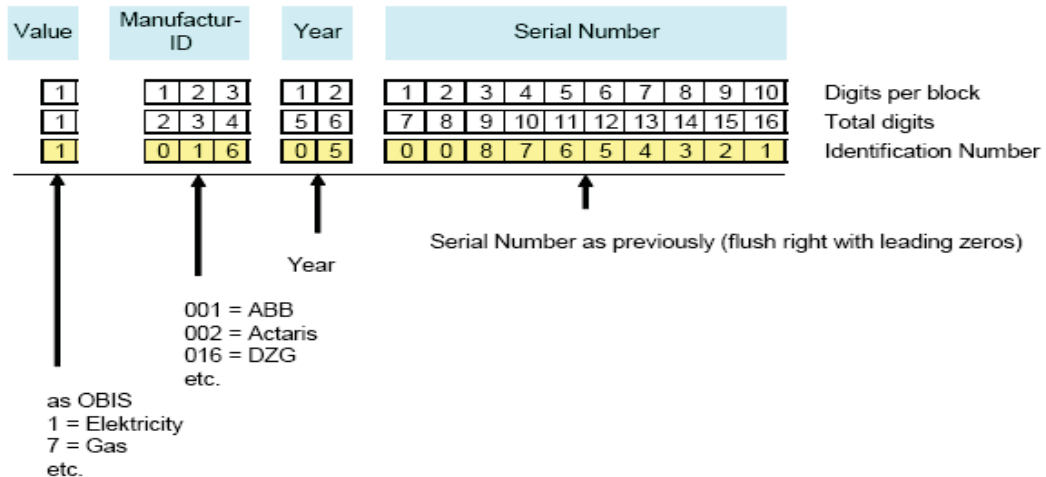 Value Manufactur- Year Serial Number
ID
1 1 2 3 1 2 1 2 3 4 5 6 7 8 9 10 Digits per block
1 2 3 4 5 6 7 8 9 10 11 12 13 14 15 16 Total digits
1 0 1 6 0 5 0 0 8 7 6 5 4 3 2 1 Identification Number
Serial Number as previously (flush right with leading zeros)
Year
001 = ABB
002 = Actaris
016 = DZG
etc.
as OBIS
1 = Elektricity
7 = Gas
etc.